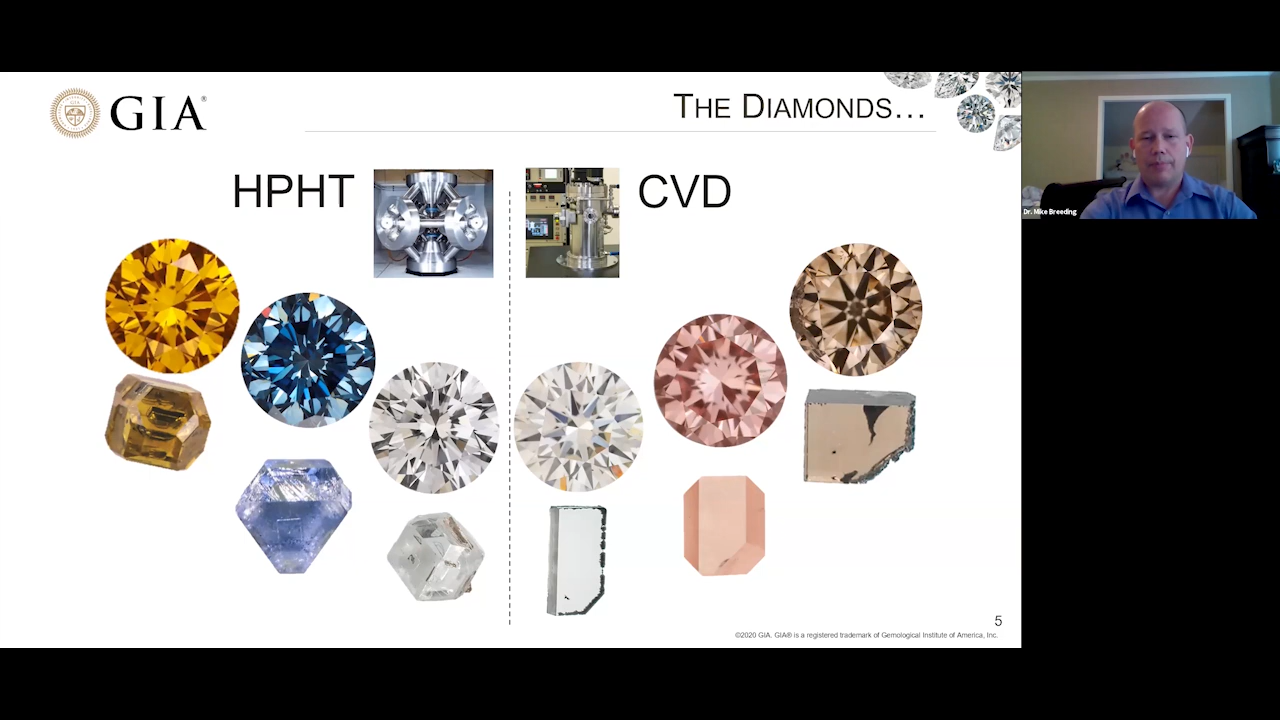 GIA®
THE DIAMONDS...
HPHT
CVD
Dr. Mike Breeding
5
©2020 GIA. GIA® is a registered trademark of Gemological Institute of America, Inc.